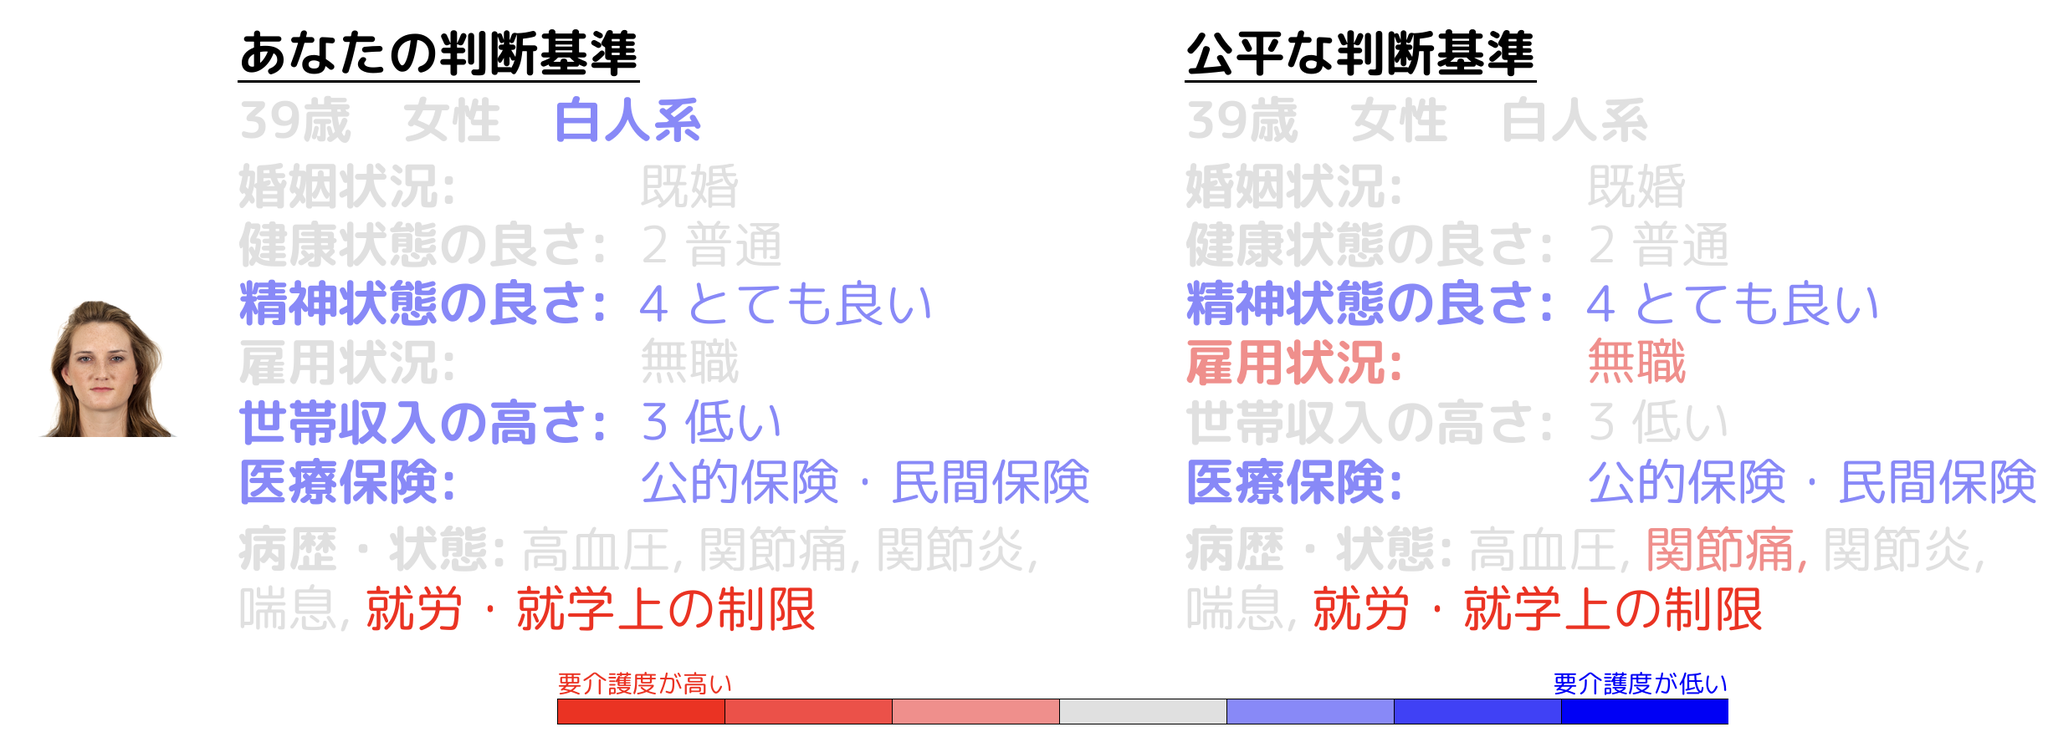 あなたの判断基準
39歳 女性 白人系
婚姻状況: 既婚
健康状態の良さ: 2 普通
精神状態の良さ: 4 とても良い
雇用状況: 無職
世帯収入の高さ: 3 低い
医療保険: 公的保険・民間保険
病歴・状態: 高血圧, 関節痛, 関節炎,
喘息, 就労・就学上の制限
公平な判断基準
39歳 女性 白人系
婚姻状況: 既婚
健康状態の良さ: 2 普通
精神状態の良さ: 4 とても良い
雇用状況: 無職
世帯収入の高さ: 3 低い
医療保険: 公的保険・民間保険
病歴・状態: 高血圧, 関節痛, 関節炎,
喘息, 就労・就学上の制限
要介護度が高い
要介護度が低い